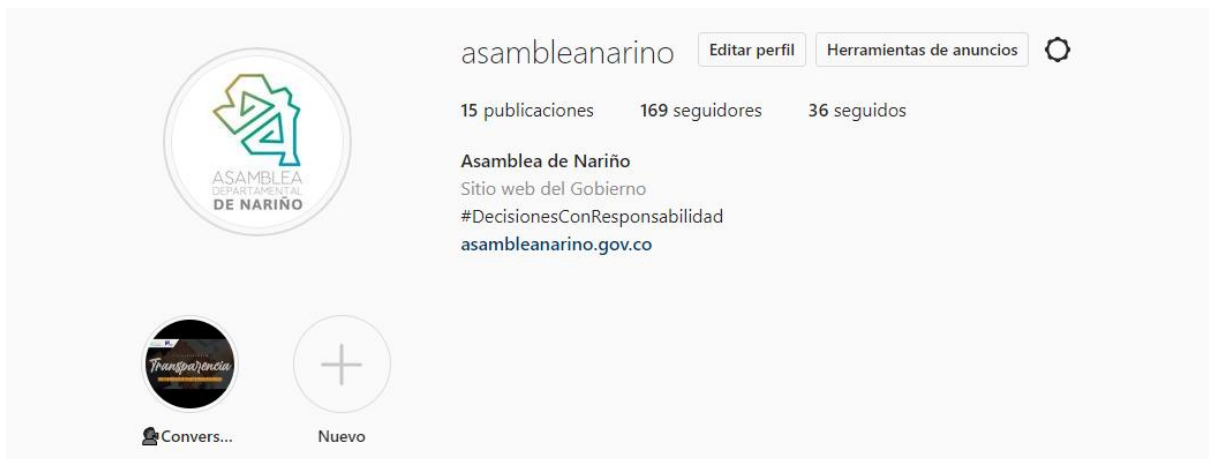 asambleanarino Editar perfil Herramientas de anuncios
15 publicaciones 169 seguidores 36 seguidos
Asamblea de Nariño
Sitio web del Gobierno
#DecisionesConResponsabilidad
asambleanarino.gov.co
ASAMBLEA
DEPARTAMENTAL
DE NARIÑO
Transparencia
Convers...
Nuevo